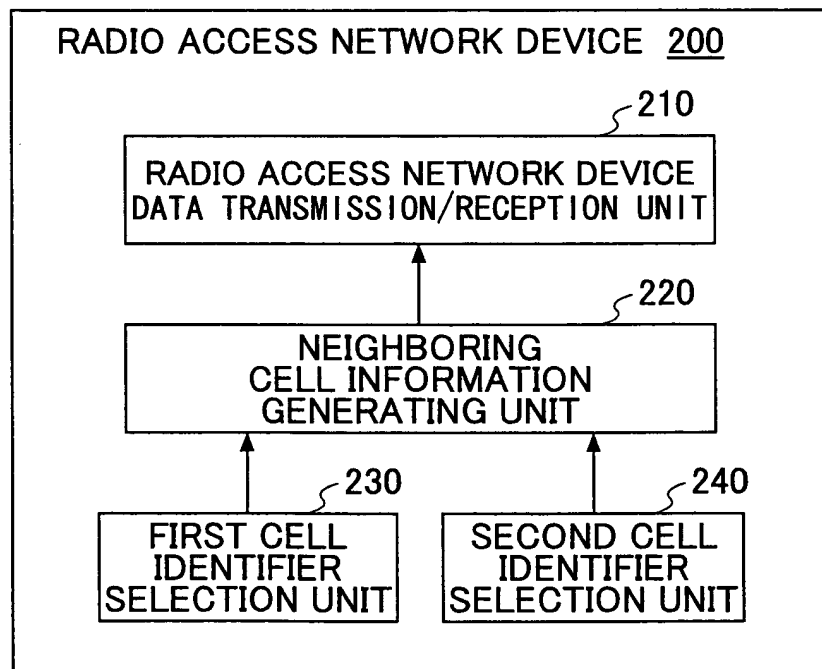 RADIO ACCESS NETWORK DEVICE 200
210
RADIO ACCESS NETWORK DEVICE
DATA TRANSMISSION/RECEPTION UNIT
220
NEIGHBORING
CELL INFORMATION
GENERATING UNIT
230
FIRST CELL
IDENTIFIER
SELECTION UNIT
240
SECOND CELL
IDENTIFIER
SELECTION UNIT